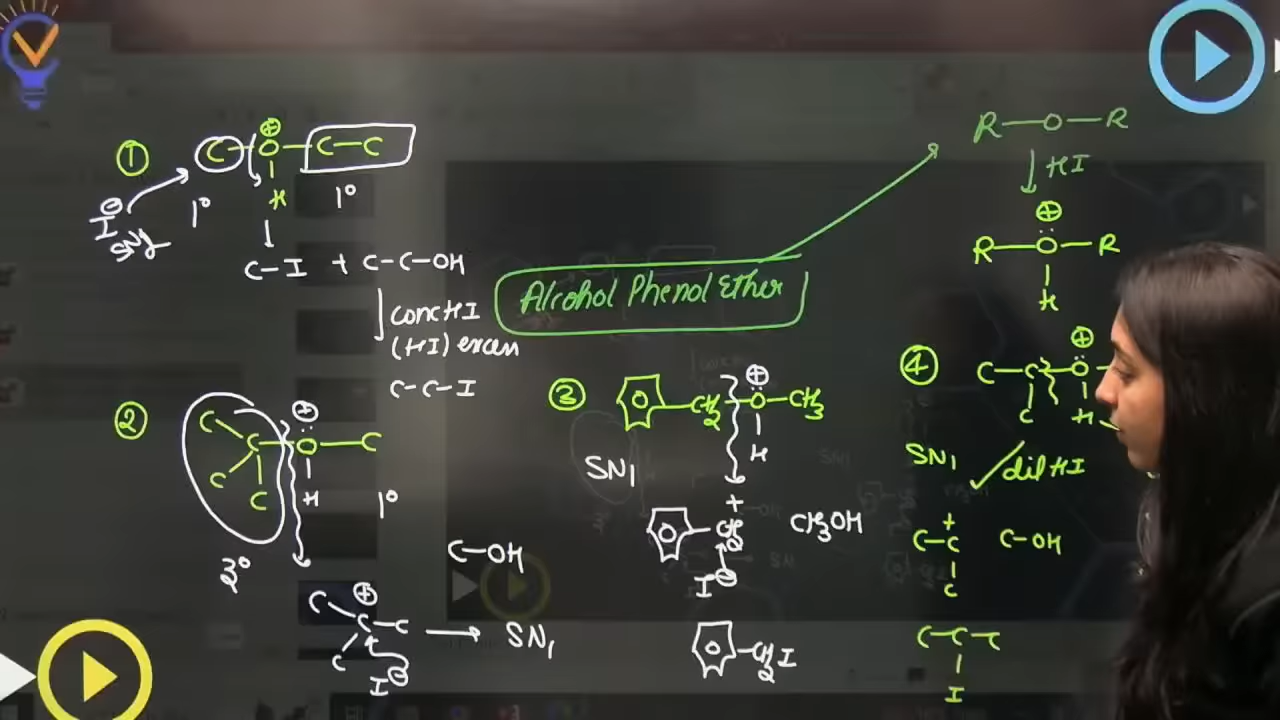 R-O-R
↓ HI
⊕
R-Ö-R
H
Alcohol Phenol Ether
①
⊕
C-O-C-C
H
I⊖
1°
1°
SN2
↓
C-I + C-C-OH
conc HI
(HI) excess
C-C-I
②
C
⊕
C-Ö-C
C
C
H
1°
3°
C-OH
C
⊕
C-C
C
I⊖
→ SN1
③
⊕
CH2-O-CH3
H
SN1
+
CH2
⊕
CH3OH
I⊖
CH2I
④
⊕
C-C-O
C
H
SN1
dil HI
+
C-C
C
C-OH
C-C-C
I